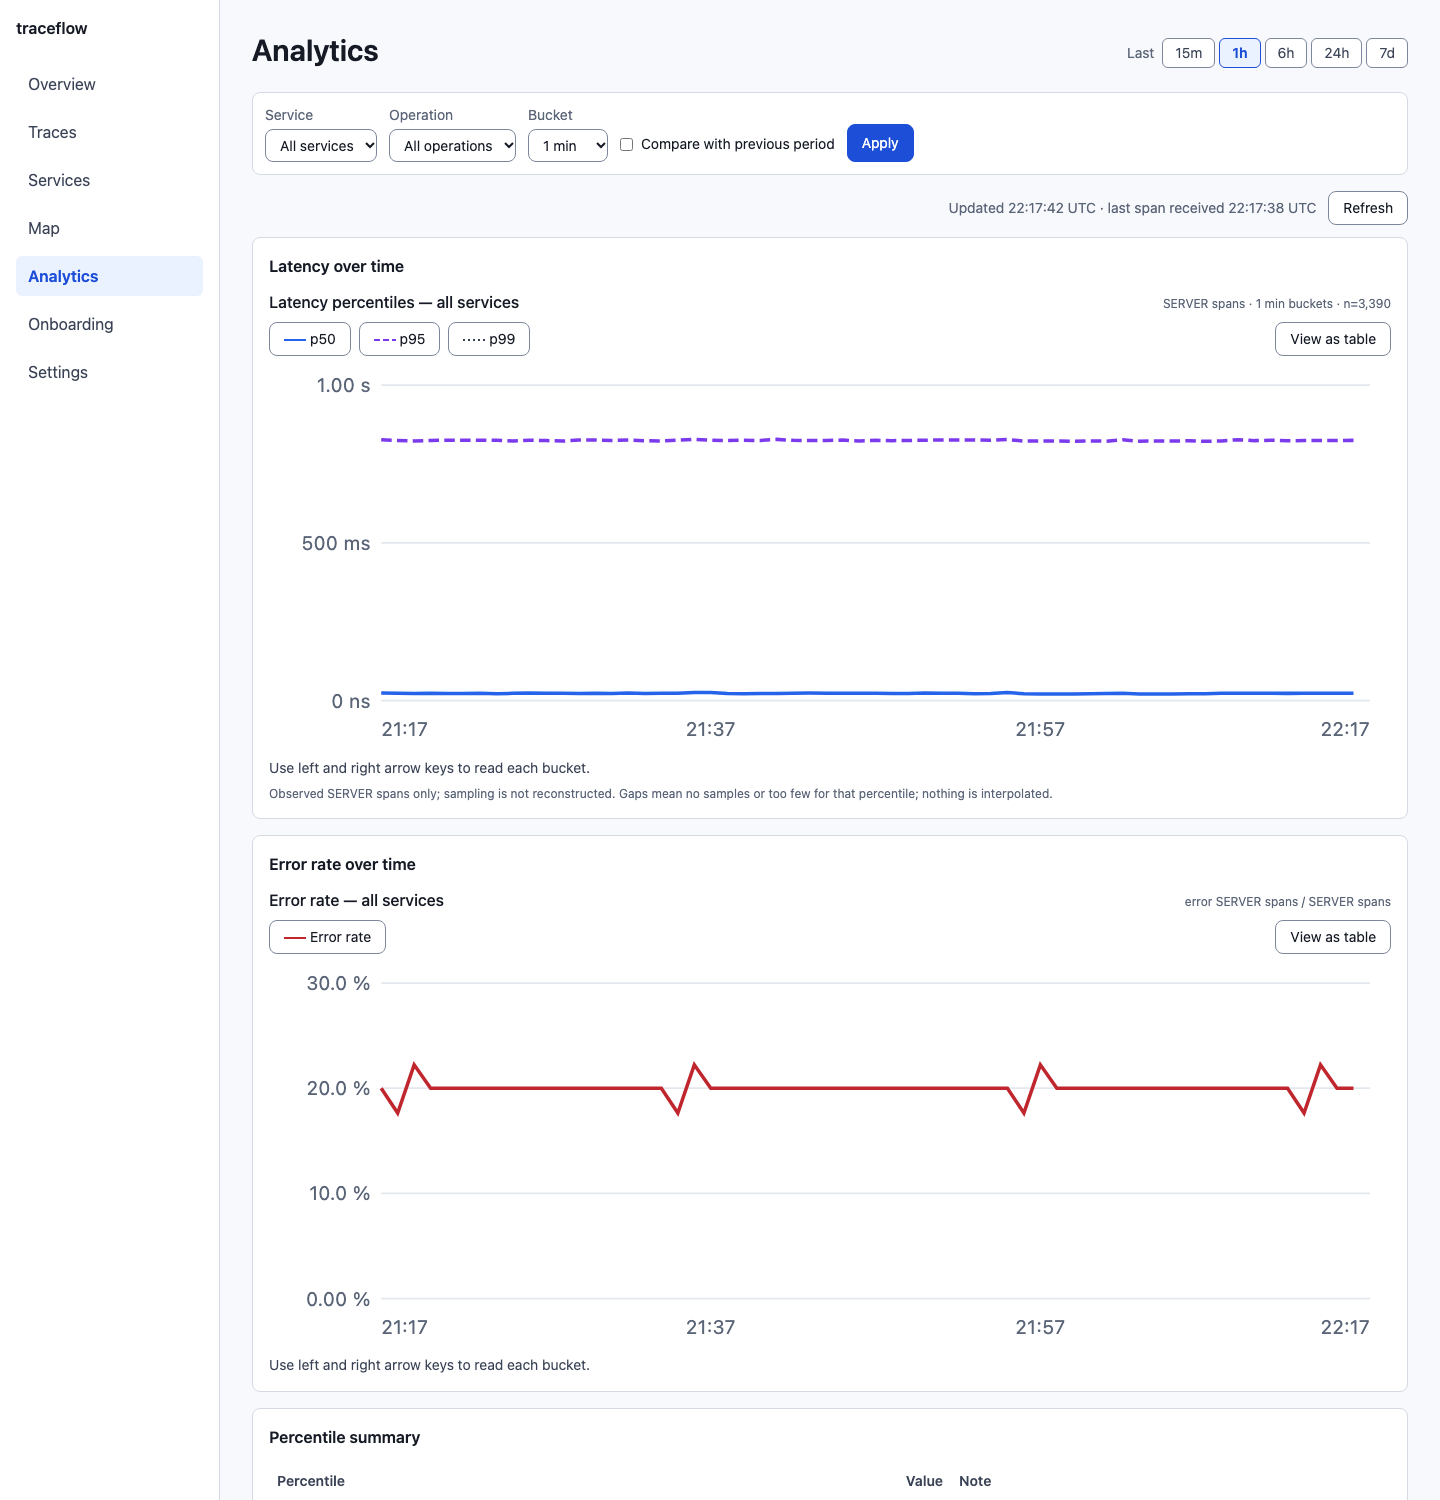 traceflow
Overview
Traces
Services
Map
Analytics
Onboarding
Settings
Analytics
Last 15m 1h 6h 24h 7d
Service Operation Bucket
All services All operations 1 min Compare with previous period Apply
Updated 22:17:42 UTC · last span received 22:17:38 UTC Refresh
Latency over time
Latency percentiles — all services SERVER spans · 1 min buckets · n=3,390
p50 p95 p99 View as table
1.00 s
500 ms
0 ns
21:17 21:37 21:57 22:17
Use left and right arrow keys to read each bucket.
Observed SERVER spans only; sampling is not reconstructed. Gaps mean no samples or too few for that percentile; nothing is interpolated.
Error rate over time
Error rate — all services error SERVER spans / SERVER spans
Error rate View as table
30.0 %
20.0 %
10.0 %
0.00 %
21:17 21:37 21:57 22:17
Use left and right arrow keys to read each bucket.
Percentile summary
Percentile Value Note